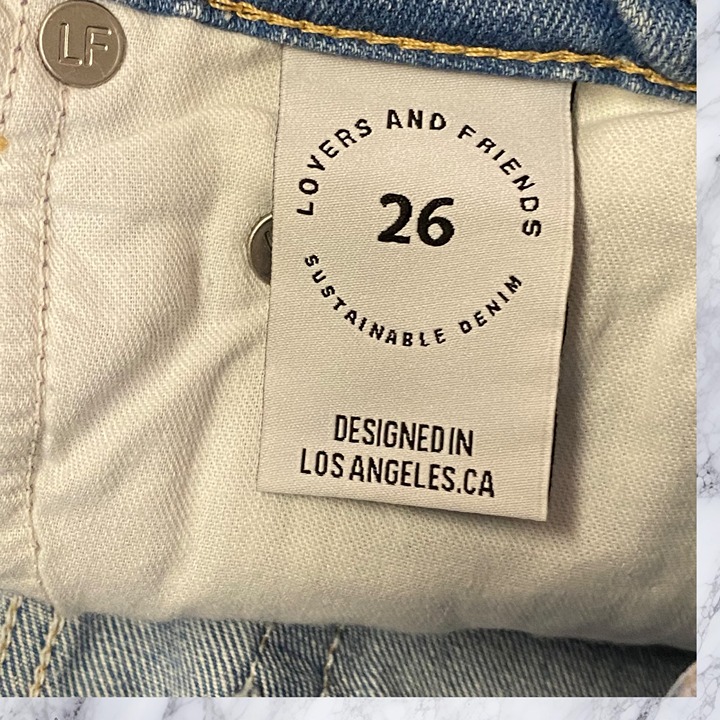 LF
LOVERS AND FRIENDS
26
SUSTAINABLE DENIM
DESIGNED IN
LOS ANGELES.CA